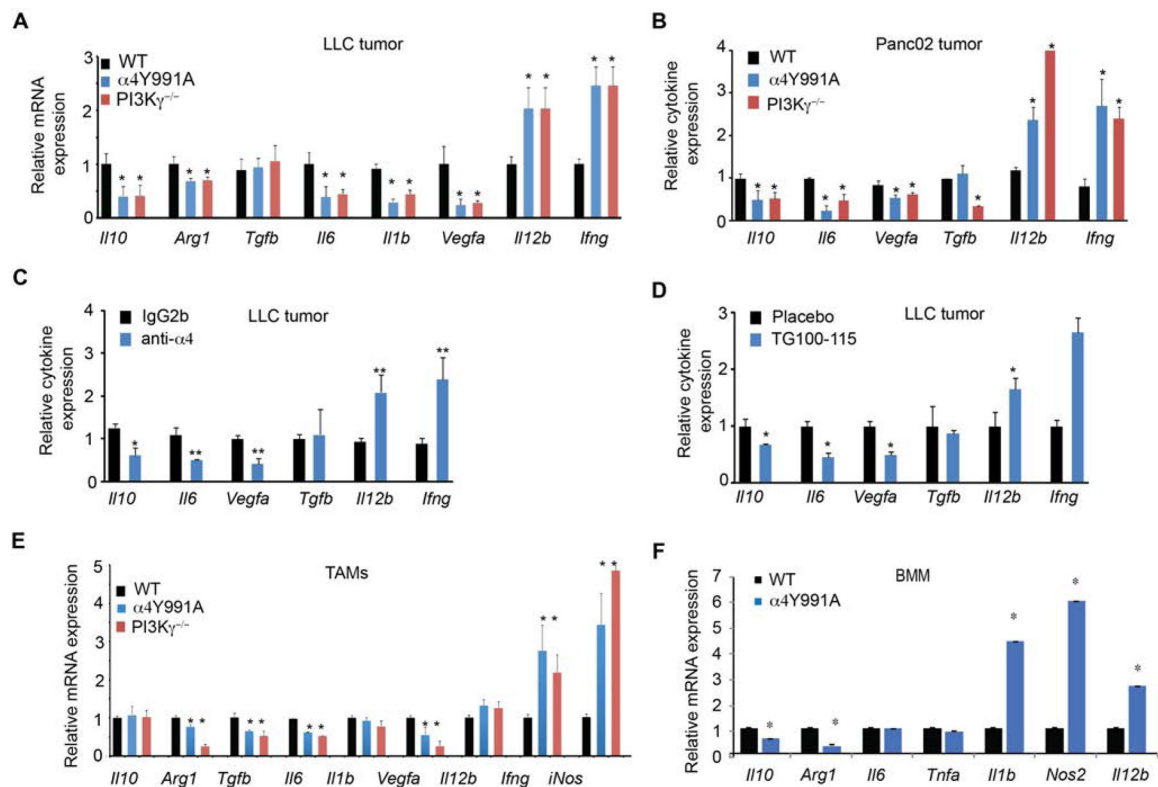 A
LLC tumor
WT
α4Y991A
PI3Kγ−/−
Relative mRNA
expression
3
2
1
0
* * * * * * * * * * * * * *
Il10 Arg1 Tgfb Il6 Il1b Vegfa Il12b Ifng
B
Panc02 tumor
WT
α4Y991A
PI3Kγ−/−
Relative cytokine
expression
4
3
2
1
0
* * * * * * * * * * *
Il10 Il6 Vegfa Tgfb Il12b Ifng
C
LLC tumor
IgG2b
anti-α4
Relative cytokine
expression
4
3
2
1
0
* ** ** ** **
Il10 Il6 Vegfa Tgfb Il12b Ifng
D
LLC tumor
Placebo
TG100-115
Relative cytokine
expression
3
2
1
0
* * * *
Il10 Il6 Vegfa Tgfb Il12b Ifng
E
TAMs
WT
α4Y991A
PI3Kγ−/−
Relative mRNA expression
5
4
3
2
1
0
* * * * * * * * * * * *
Il10 Arg1 Tgfb Il6 Il1b Vegfa Il12b Ifng iNos
F
BMM
WT
α4Y991A
Relative mRNA expression
7
6
5
4
3
2
1
0
* * * * *
Il10 Arg1 Il6 Tnfa Il1b Nos2 Il12b